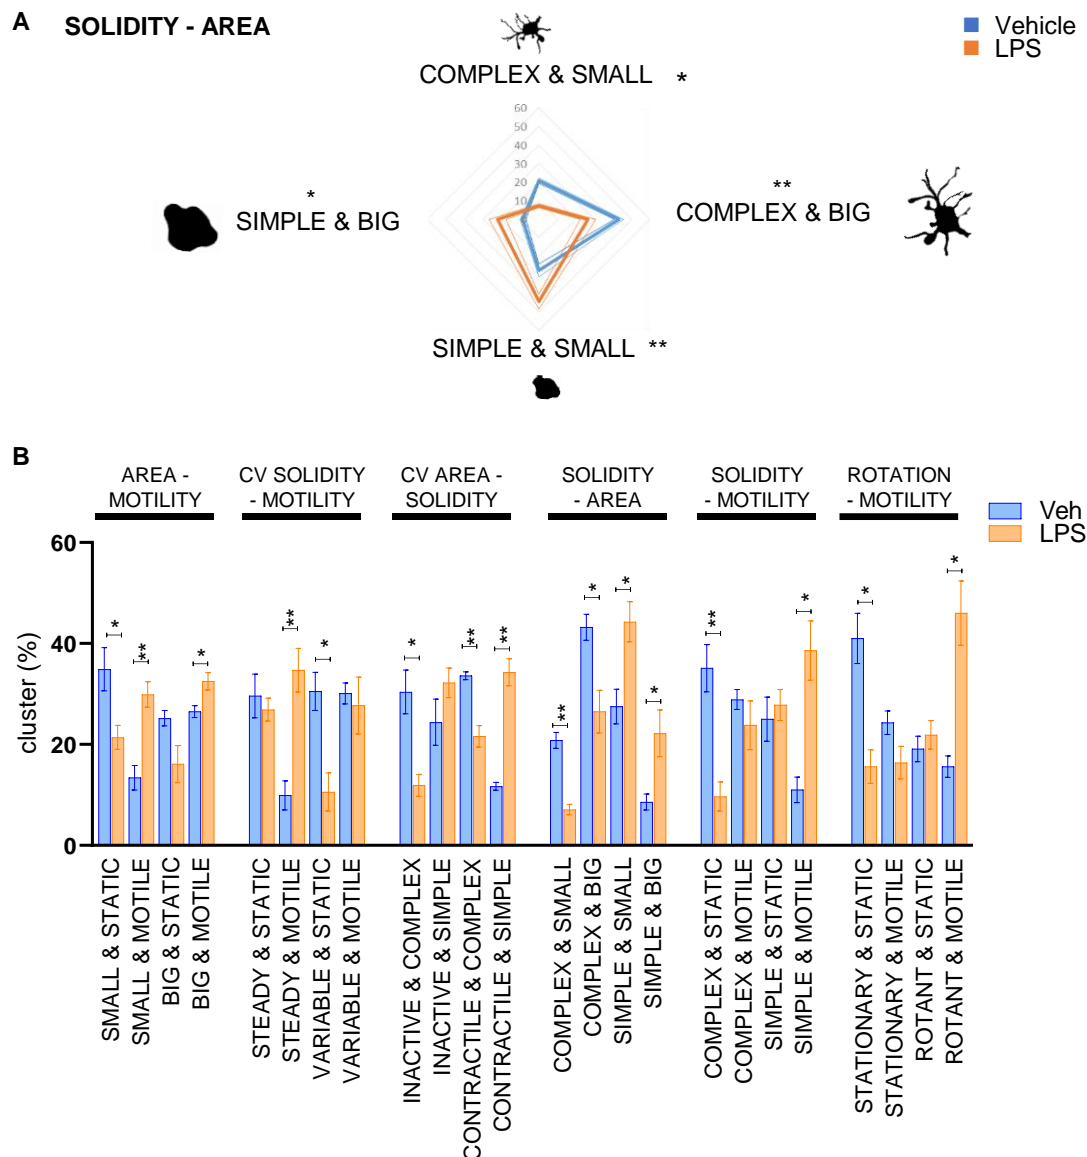 A SOLIDITY - AREA
Vehicle
LPS
COMPLEX & SMALL *
60
50
40
30
20
10
*
SIMPLE & BIG
**
COMPLEX & BIG
SIMPLE & SMALL **
B
AREA -
MOTILITY
CV SOLIDITY
- MOTILITY
CV AREA -
SOLIDITY
SOLIDITY
- AREA
SOLIDITY
- MOTILITY
ROTATION
- MOTILITY
Veh
LPS
cluster (%)
60
40
20
0
* ** *
** *
* ** **
** * * *
** *
* *
SMALL & STATIC
SMALL & MOTILE
BIG & STATIC
BIG & MOTILE
STEADY & STATIC
STEADY & MOTILE
VARIABLE & STATIC
VARIABLE & MOTILE
INACTIVE & COMPLEX
INACTIVE & SIMPLE
CONTRACTILE & COMPLEX
CONTRACTILE & SIMPLE
COMPLEX & SMALL
COMPLEX & BIG
SIMPLE & SMALL
SIMPLE & BIG
COMPLEX & STATIC
COMPLEX & MOTILE
SIMPLE & STATIC
SIMPLE & MOTILE
STATIONARY & STATIC
STATIONARY & MOTILE
ROTANT & STATIC
ROTANT & MOTILE